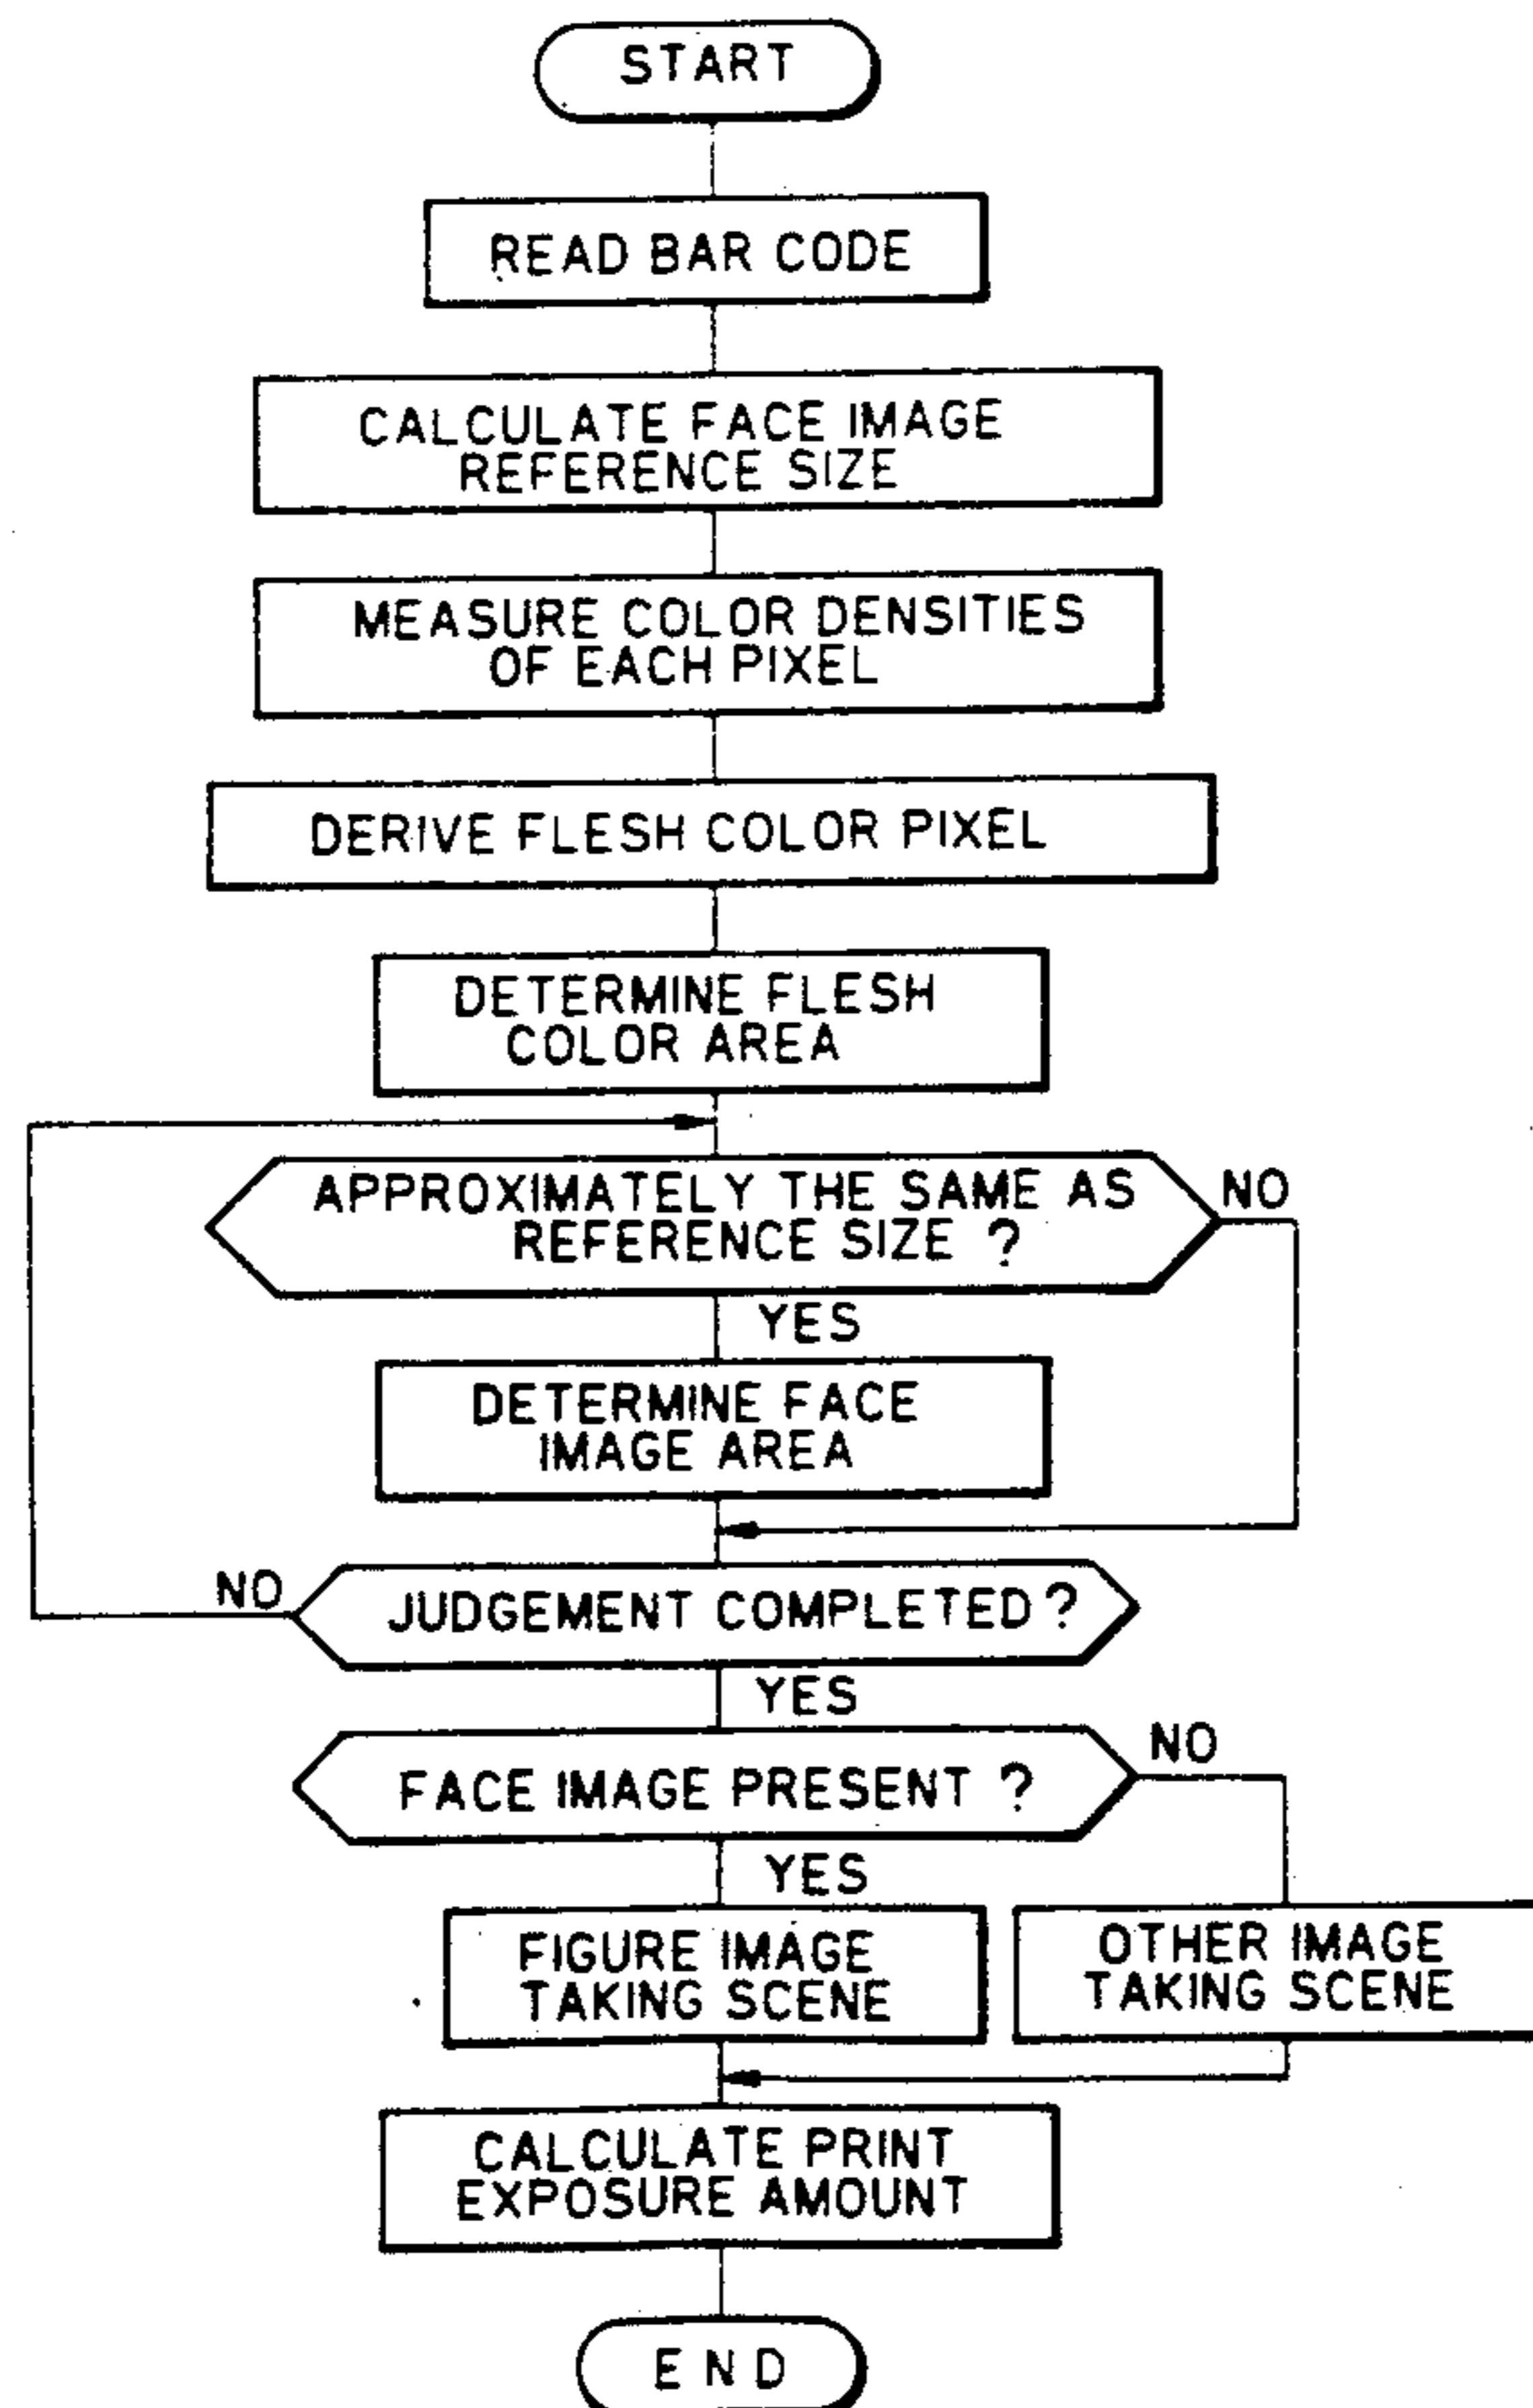 START
READ BAR CODE
CALCULATE FACE IMAGE
REFERENCE SIZE
MEASURE COLOR DENSITIES
OF EACH PIXEL
DERIVE FLESH COLOR PIXEL
DETERMINE FLESH
COLOR AREA
APPROXIMATELY THE SAME AS
REFERENCE SIZE ?
NO
YES
DETERMINE FACE
IMAGE AREA
NO
JUDGEMENT COMPLETED ?
YES
FACE IMAGE PRESENT ?
NO
YES
FIGURE IMAGE
TAKING SCENE
OTHER IMAGE
TAKING SCENE
CALCULATE PRINT
EXPOSURE AMOUNT
END